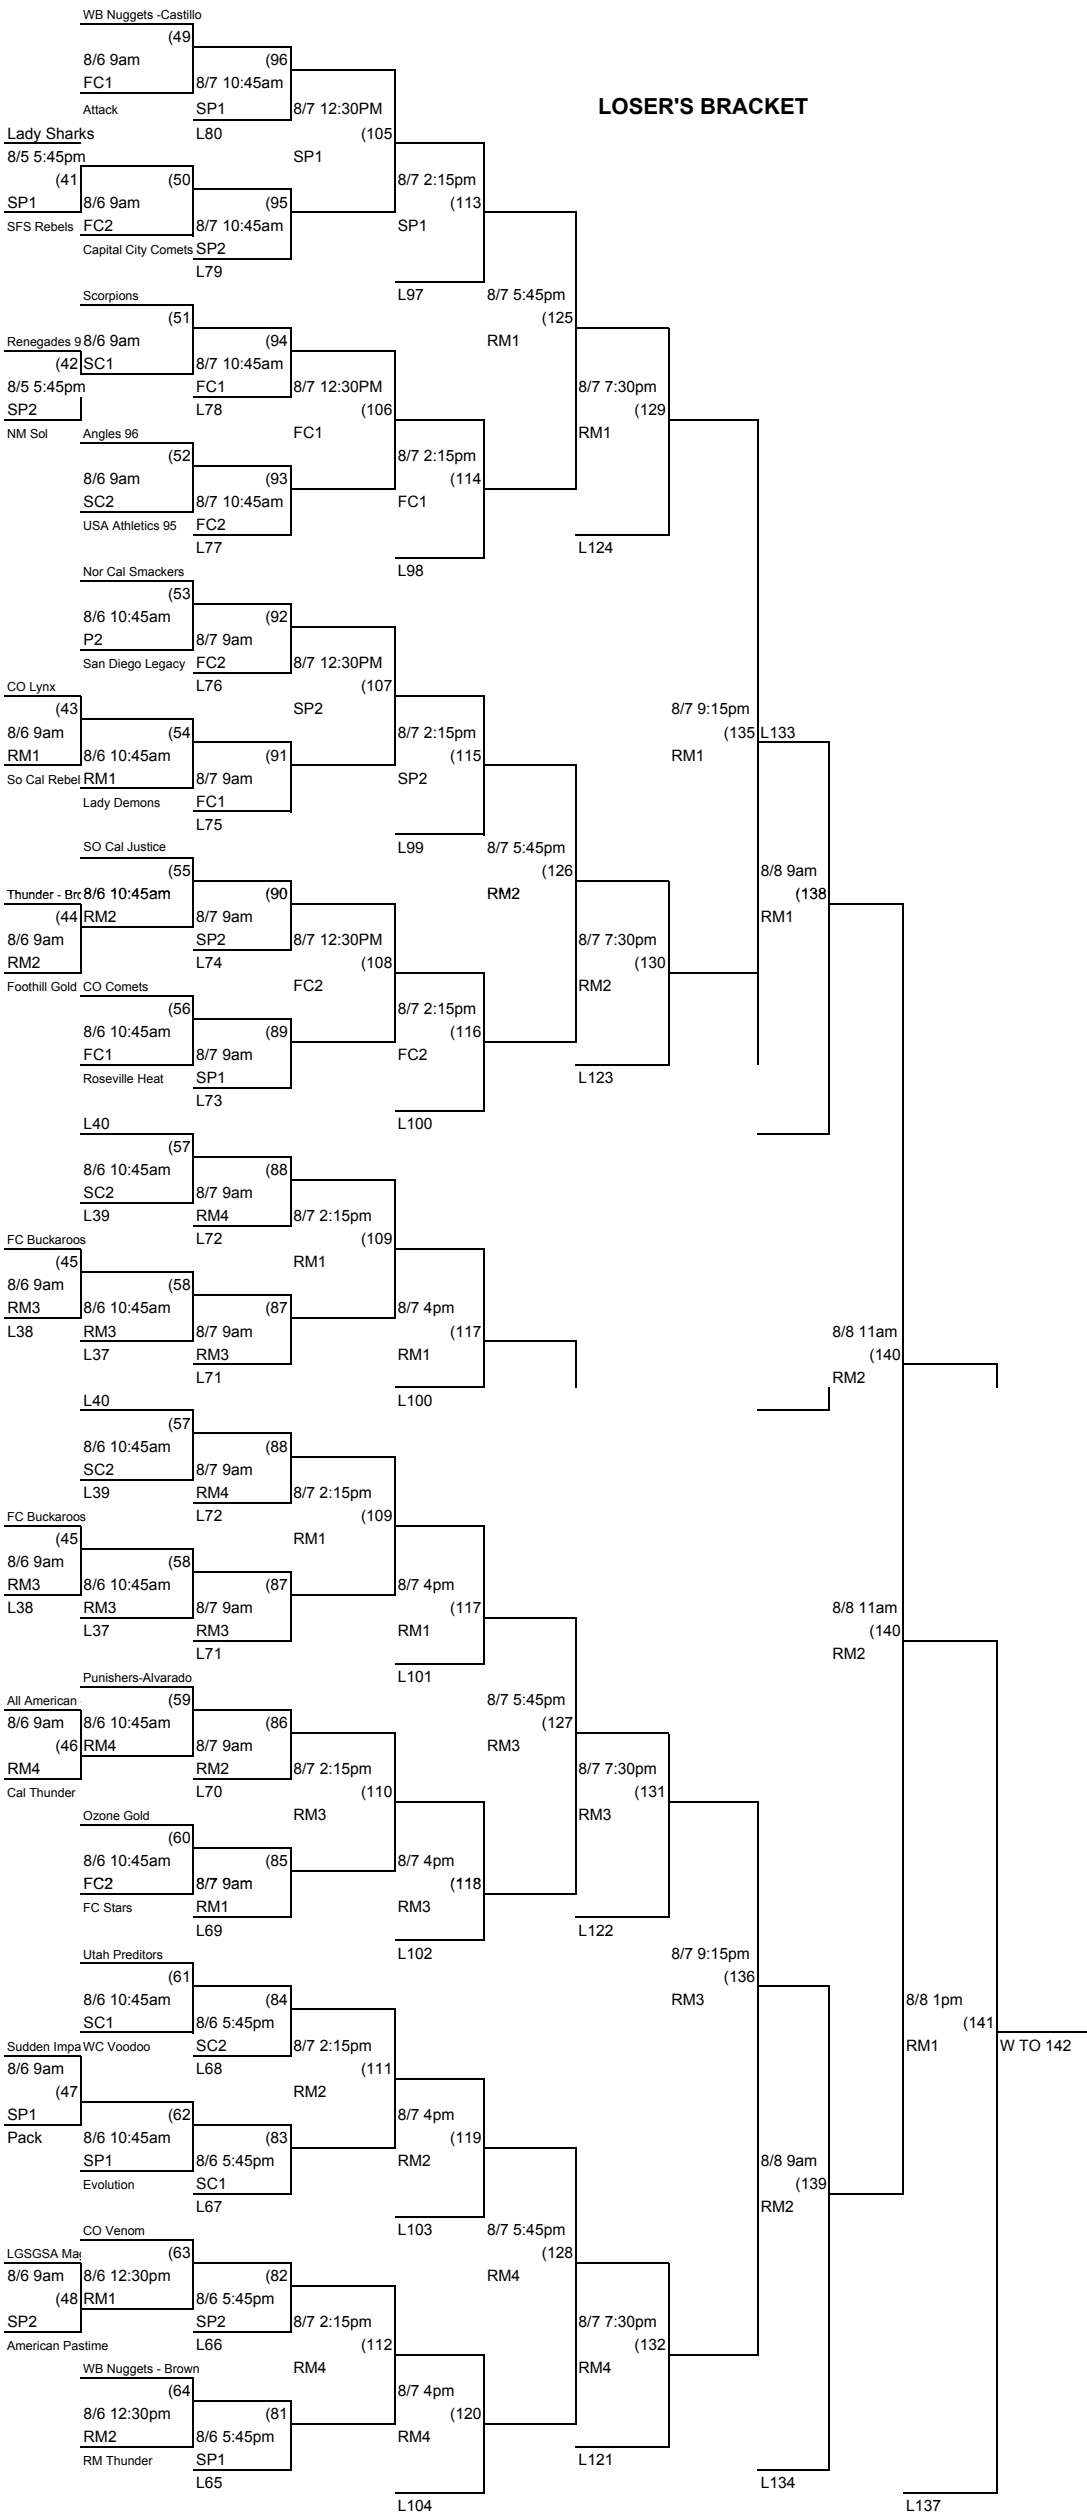 WB Nuggets -Castillo
(49
8/6 9am (96
FC1 8/7 10:45am
Attack SP1 8/7 12:30PM LOSER'S BRACKET
Lady Sharks L80 (105
8/5 5:45pm SP1
(41 (50 8/7 2:15pm
SP1 8/6 9am (95 (113
SFS Rebels FC2 8/7 10:45am SP1
Capital City Comets SP2
L79
Scorpions L97 8/7 5:45pm
(51 (125
Renegades 9 8/6 9am (94 RM1
(42 SC1 8/7 10:45am
8/5 5:45pm FC1 8/7 12:30PM 8/7 7:30pm
SP2 L78 (106 (129
NM Sol Angles 96 FC1 RM1
(52 8/7 2:15pm
8/6 9am (93 (114
SC2 8/7 10:45am FC1
USA Athletics 95 FC2
L77 L124
Nor Cal Smackers L98
(53
8/6 10:45am (92
P2 8/7 9am
San Diego Legacy FC2 8/7 12:30PM
CO Lynx L76 (107
(43 SP2 8/7 9:15pm
8/6 9am (54 8/7 2:15pm (135 L133
RM1 8/6 10:45am (91 (115 RM1
So Cal Rebel RM1 8/7 9am SP2
Lady Demons FC1
L75
SO Cal Justice L99 8/7 5:45pm
(55 (126 8/8 9am
Thunder - Bro 8/6 10:45am (90 RM2 (138
(44 RM2 8/7 9am RM1
8/6 9am SP2 8/7 12:30PM 8/7 7:30pm
RM2 L74 (108 (130
Foothill Gold CO Comets FC2 RM2
(56 8/7 2:15pm
8/6 10:45am (89 (116
FC1 8/7 9am FC2
Roseville Heat SP1 L123
L73
L40 L100
(57
8/6 10:45am (88
SC2 8/7 9am
L39 RM4 8/7 2:15pm
FC Buckaroos L72 (109
(45 RM1
8/6 9am (58
RM3 8/6 10:45am (87 8/7 4pm
L38 RM3 8/7 9am (117 8/8 11am
L37 RM3 RM1 (140
L71 RM2
L40 L100
(57
8/6 10:45am (88
SC2 8/7 9am
L39 RM4 8/7 2:15pm
FC Buckaroos L72 (109
(45 RM1
8/6 9am (58
RM3 8/6 10:45am (87 8/7 4pm
L38 RM3 8/7 9am (117 8/8 11am
L37 RM3 RM1 (140
L71 RM2
Punishers-Alvarado L101
All American (59 8/7 5:45pm
8/6 9am 8/6 10:45am (86 (127
(46 RM4 8/7 9am RM3
RM4 RM2 8/7 2:15pm 8/7 7:30pm
Cal Thunder L70 (110 (131
Ozone Gold RM3 RM3
(60
8/6 10:45am (85 8/7 4pm
FC2 8/7 9am (118
FC Stars RM1 RM3
L69 L122
Utah Preditors L102 8/7 9:15pm
(61 (136
8/6 10:45am (84 RM3 8/8 1pm
SC1 8/6 5:45pm (141
Sudden Impa WC Voodoo SC2 8/7 2:15pm RM1 W TO 142
8/6 9am L68 (111
(47 RM2
SP1 (62 8/7 4pm
Pack 8/6 10:45am (83 (119
SP1 8/6 5:45pm RM2 8/8 9am
Evolution SC1 (139
L67 RM2
CO Venom L103 8/7 5:45pm
LGSGSA Mag (63 (128
8/6 9am 8/6 12:30pm (82 RM4
(48 RM1 8/6 5:45pm
SP2 SP2 8/7 2:15pm 8/7 7:30pm
American Pastime L66 (112 (132
WB Nuggets - Brown RM4 RM4
(64 8/7 4pm
8/6 12:30pm (81 (120
RM2 8/6 5:45pm RM4
RM Thunder SP1 L121
L65 L134
L104 L137